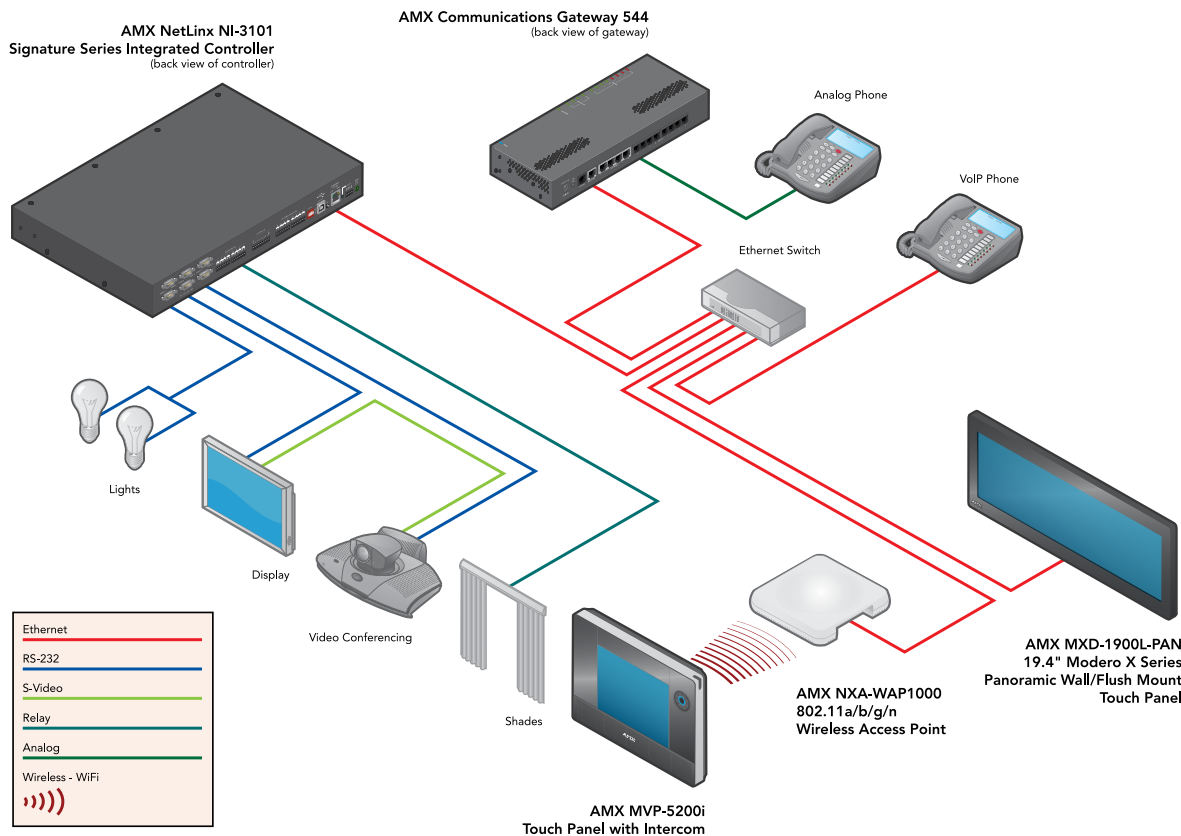 AMX NetLinx NI-3101
Signature Series Integrated Controller
(back view of controller)
AMX Communications Gateway 544
(back view of gateway)
Analog Phone
VoIP Phone
Ethernet Switch
Lights
Display
Video Conferencing
Shades
AMX MXD-1900L-PAN
19.4" Modero X Series
Panoramic Wall/Flush Mount
Touch Panel
AMX NXA-WAP1000
802.11a/b/g/n
Wireless Access Point
AMX
AMX MVP-5200i
Touch Panel with Intercom
Ethernet
RS-232
S-Video
Relay
Analog
Wireless - WiFi